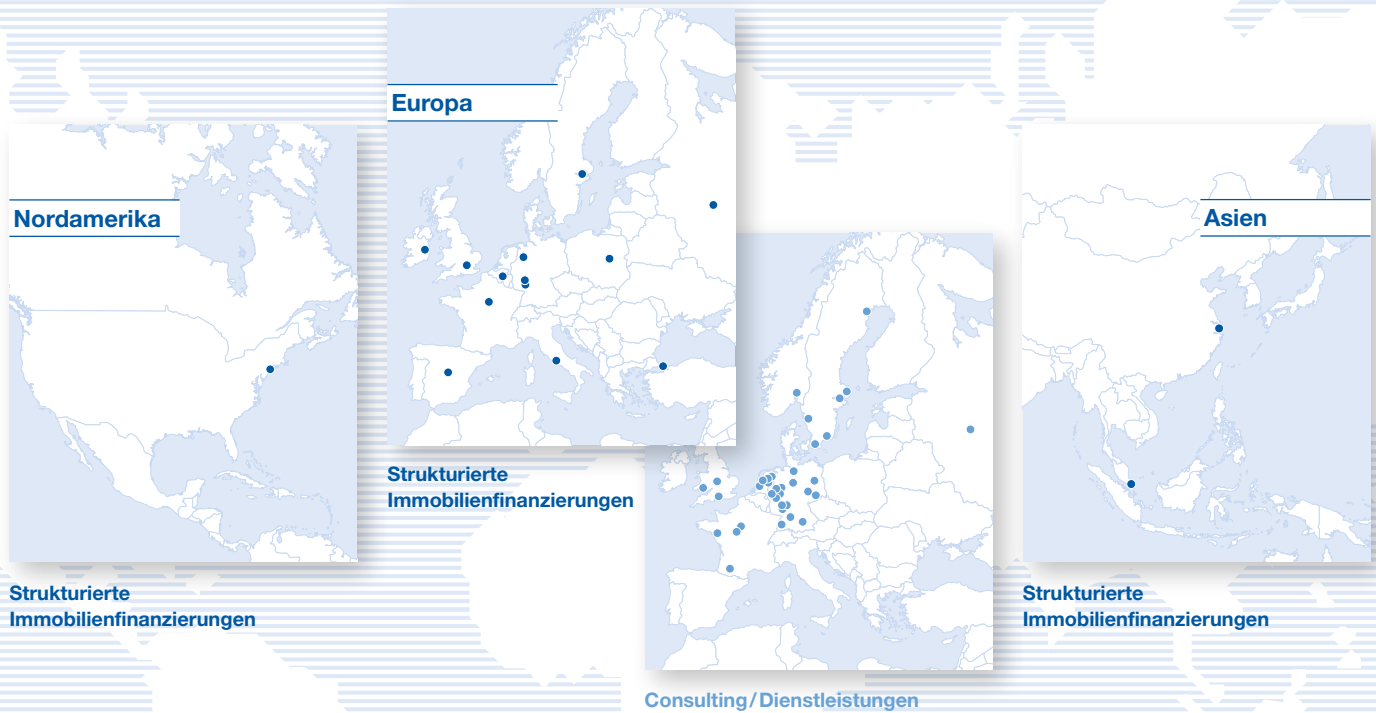 Europa
Nordamerika
Asien
Strukturierte
Immobilienfinanzierungen
Strukturierte
Immobilienfinanzierungen
Strukturierte
Immobilienfinanzierungen
Consulting/Dienstleistungen